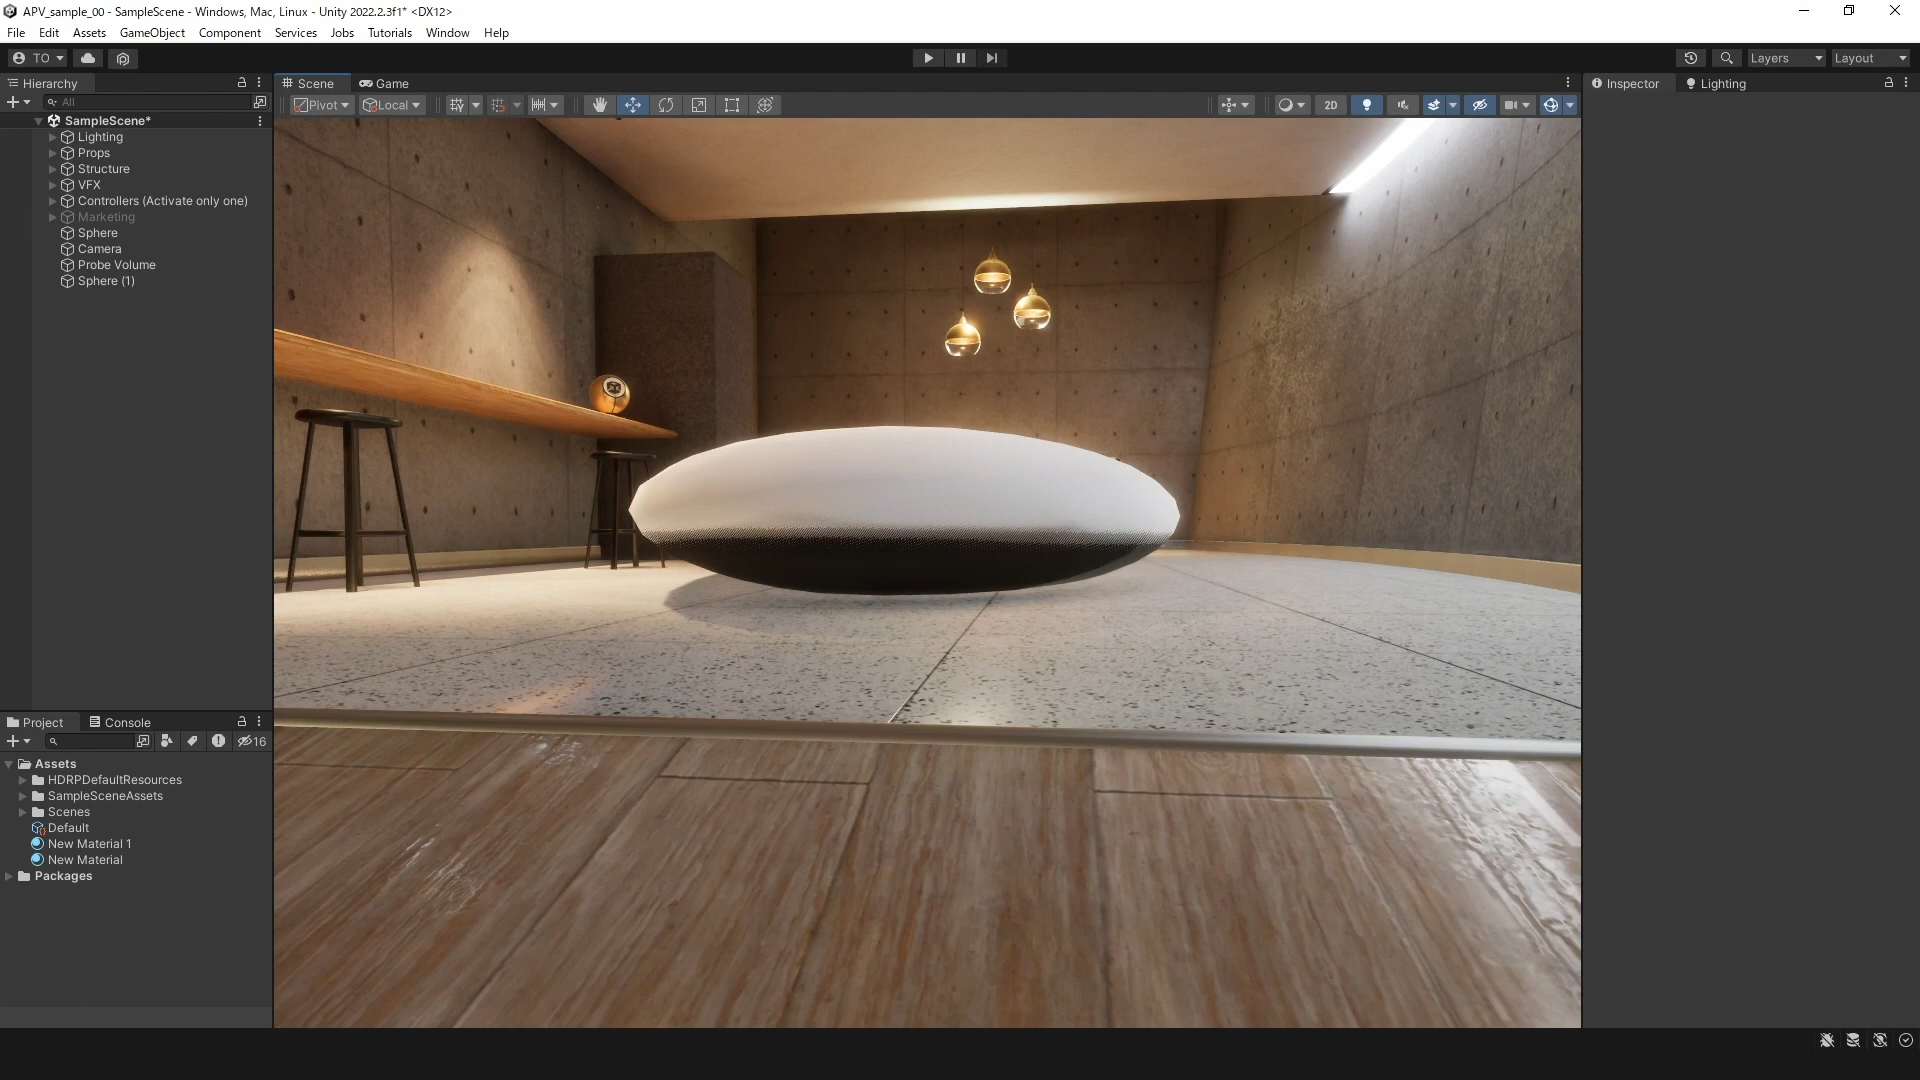 APV_sample_00 - SampleScene - Windows, Mac, Linux - Unity 2022.2.3f1* <DX12>
File Edit Assets GameObject Component Services Jobs Tutorials Window Help
TO
Layers
Layout
Hierarchy
All
SampleScene*
Lighting
Props
Structure
VFX
Controllers (Activate only one)
Marketing
Sphere
Camera
Probe Volume
Sphere (1)
Scene
Game
Pivot
Local
2D
Inspector
Lighting
Project
Console
16
Assets
HDRPDefaultResources
SampleSceneAssets
Scenes
Default
New Material 1
New Material
Packages